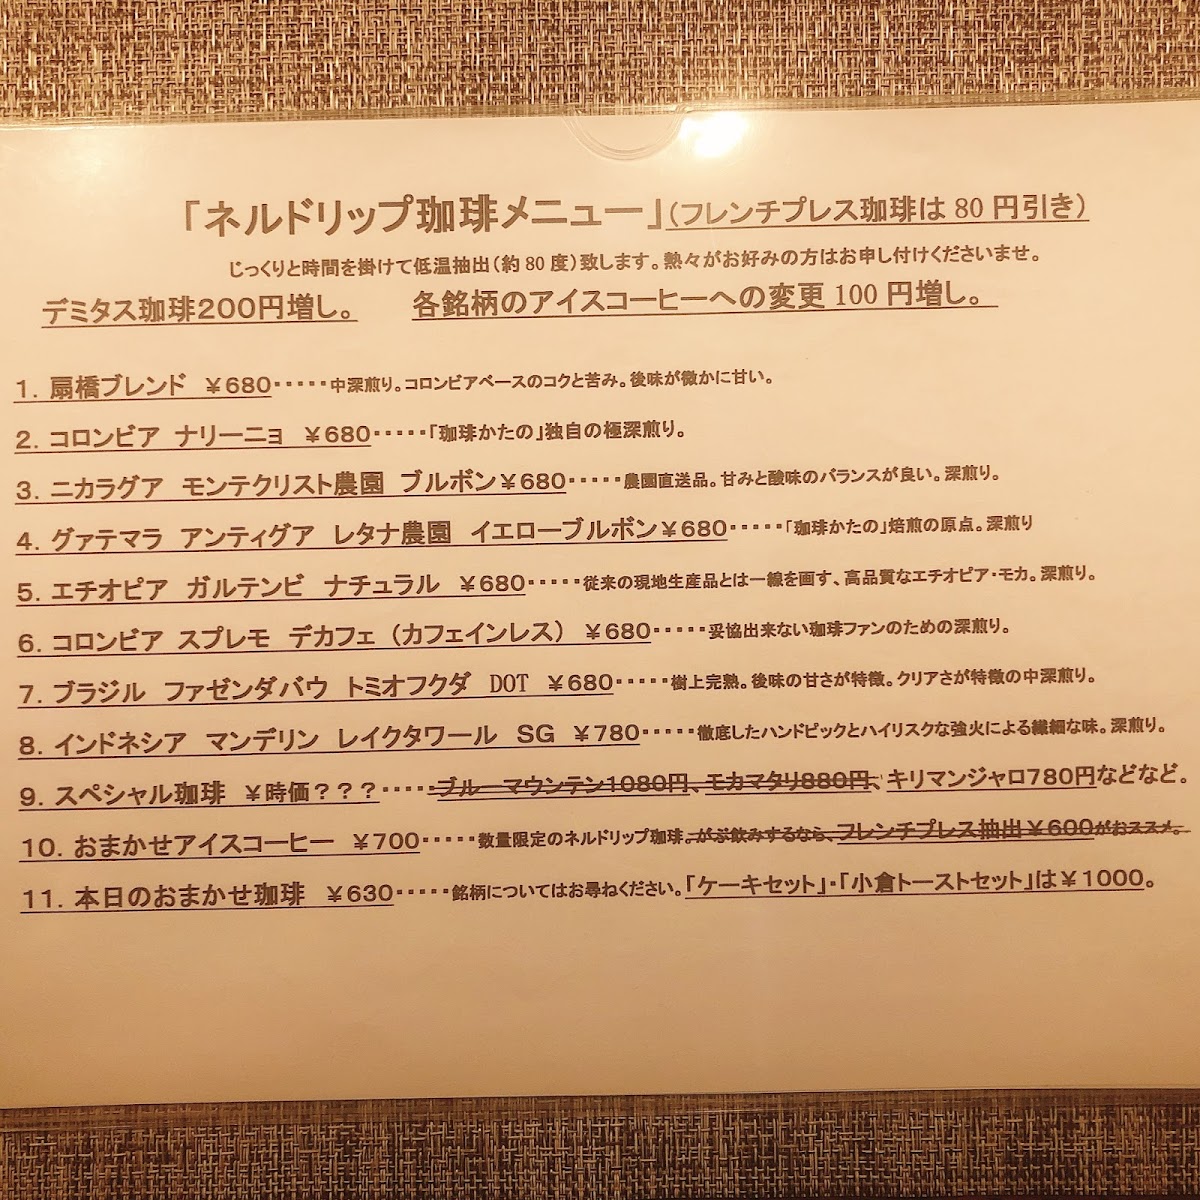 「ネルドリップ珈琲メニュー」(フレンチプレス珈琲は 80 円引き)
じっくりと時間を掛けて低温抽出(約 80 度)致します。熱々がお好みの方はお申し付けくださいませ。
デミタス珈琲200円増し。 各銘柄のアイスコーヒーへの変更 100 円増し。
1. 扇橋ブレンド ¥680・・・・・中深煎り。コロンビアベースのコクと苦み。後味が微かに甘い。
2. コロンビア ナリーニョ ¥680・・・・・「珈琲かたの」独自の極深煎り。
3. ニカラグア モンテクリスト農園 ブルボン¥680・・・・・農園直送品。甘みと酸味のバランスが良い。深煎り。
4. グァテマラ アンティグア レタナ農園 イエローブルボン¥680・・・・・「珈琲かたの」焙煎の原点。深煎り
5. エチオピア ガルテンビ ナチュラル ¥680・・・・・従来の現地生産品とは一線を画す、高品質なエチオピア・モカ。深煎り。
6. コロンビア スプレモ デカフェ(カフェインレス) ¥680・・・・・妥協出来ない珈琲ファンのための深煎り。
7. ブラジル ファゼンダバウ トミオフクダ DOT ¥680・・・・・樹上完熟。後味の甘さが特徴。クリアさが特徴の中深煎り。
8. インドネシア マンデリン レイクタワール SG ¥780・・・・・徹底したハンドピックとハイリスクな強火による繊細な味。深煎り。
9. スペシャル珈琲 ¥時価???・・・・・ブルーマウンテン1080円、モカマタリ880円、キリマンジャロ780円などなど。
10. おまかせアイスコーヒー ¥700・・・・・数量限定のネルドリップ珈琲。がぶ飲みするなら、フレンチプレス抽出¥600がおススメ。
11. 本日のおまかせ珈琲 ¥630・・・・・銘柄についてはお尋ねください。「ケーキセット」・「小倉トーストセット」は¥1000。